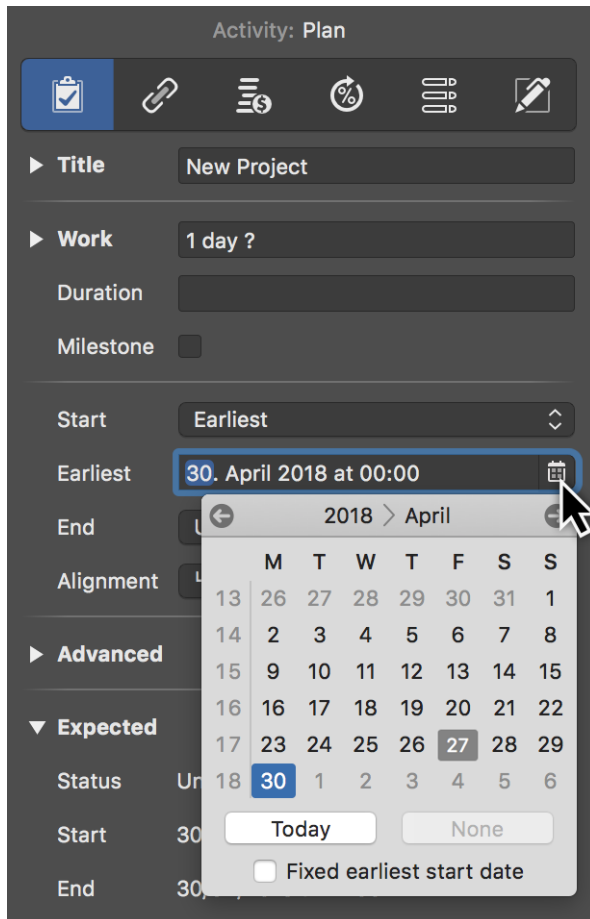 Activity: Plan
Title New Project
Work 1 day ?
Duration
Milestone
Start Earliest
Earliest 30. April 2018 at 00:00
End
2018 April
Alignment
M T W T F S S
13 26 27 28 29 30 31 1
14 2 3 4 5 6 7 8
15 9 10 11 12 13 14 15
16 16 17 18 19 20 21 22
17 23 24 25 26 27 28 29
18 30 1 2 3 4 5 6
Advanced
Expected
Status Un
Today None
Start 30
Fixed earliest start date
End 30/